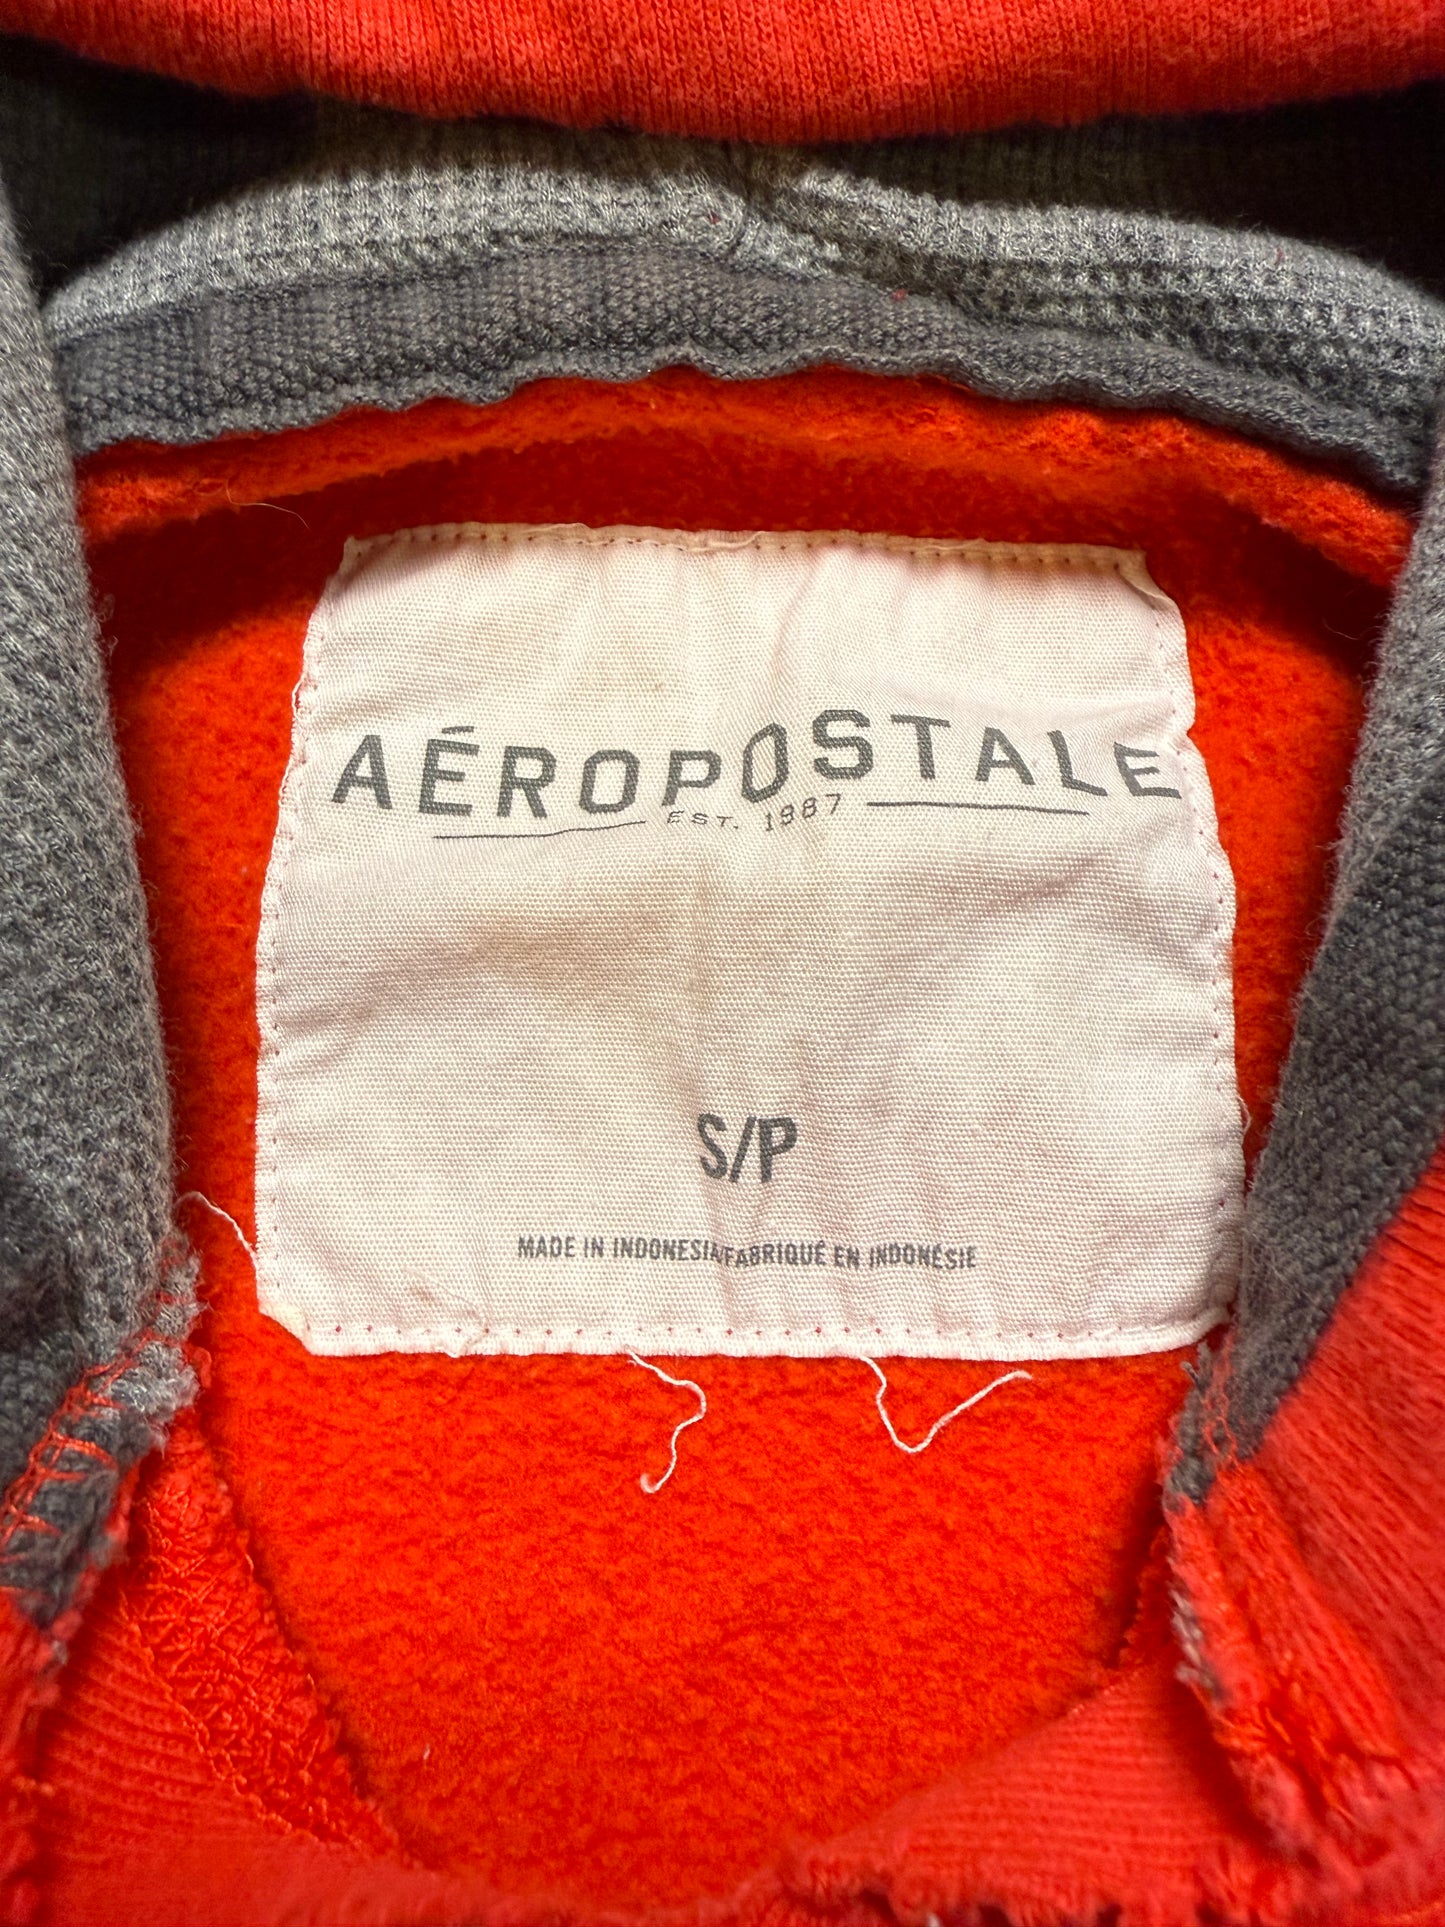 AÉROPOSTALE
EST. 1987
S/P
MADE IN INDONESIA/FABRIQUÉ EN INDONÉSIE